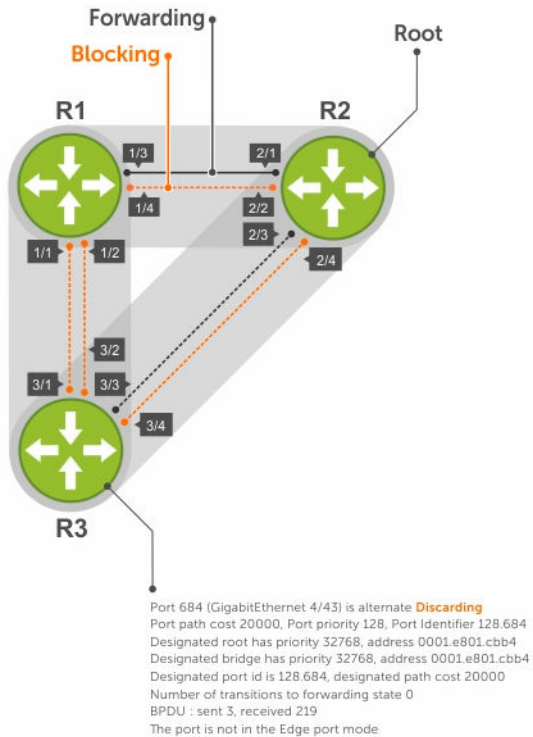 Forwarding
Blocking
Root
R1
R2
1/3
2/1
1/4
2/2
2/3
1/1
1/2
2/4
3/2
3/1
3/3
3/4
R3
Port 684 (GigabitEthernet 4/43) is alternate Discarding
Port path cost 20000, Port priority 128, Port Identifier 128.684
Designated root has priority 32768, address 0001.e801.cbb4
Designated bridge has priority 32768, address 0001.e801.cbb4
Designated port id is 128.684, designated path cost 20000
Number of transitions to forwarding state 0
BPDU : sent 3, received 219
The port is not in the Edge port mode